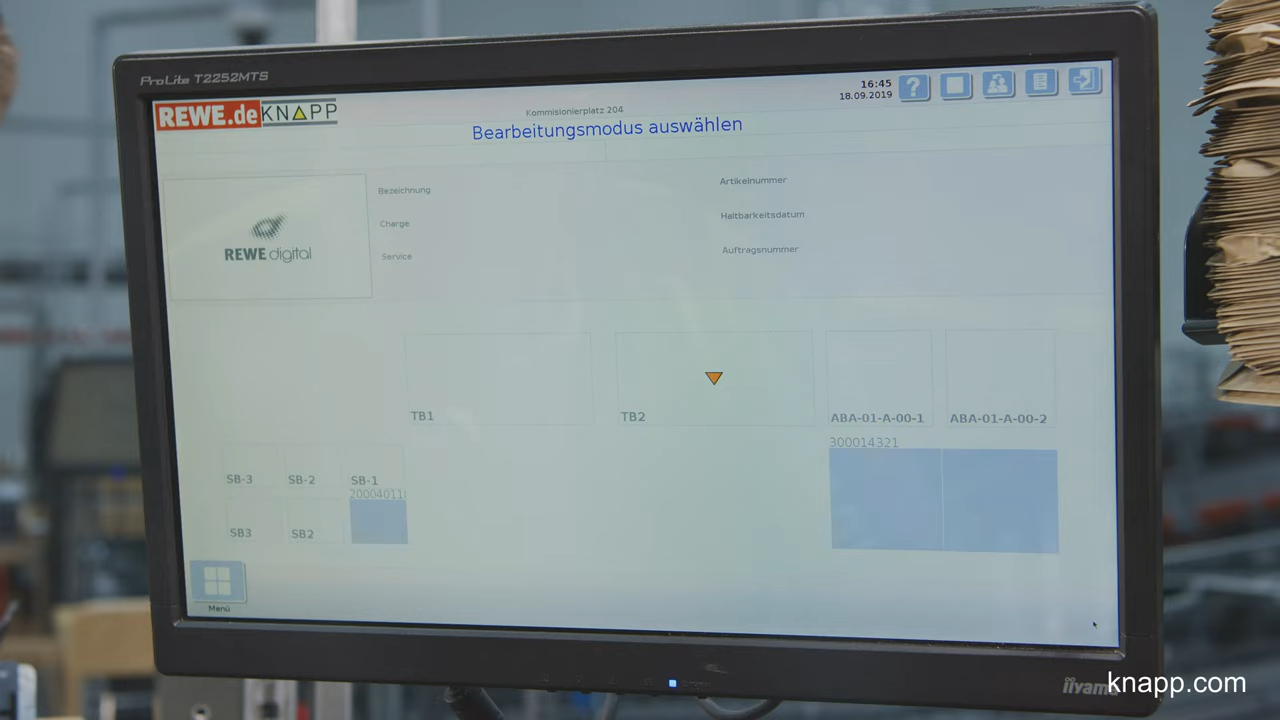 ProLite T2252MTS
REWE.de KNAPP
Kommisionierplatz 204
16:45
18.09.2019
?
Bearbeitungsmodus auswählen
REWE digital
Bezeichnung
Artikelnummer
Charge
Haltbarkeitsdatum
Service
Auftragsnummer
TB1
TB2
ABA-01-A-00-1
ABA-01-A-00-2
300014321
SB-3
SB-2
SB-1
20004011
SB3
SB2
Menü
iiyama
knapp.com